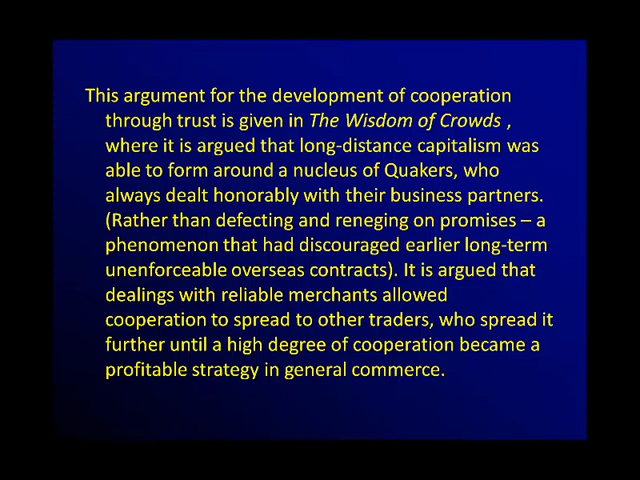 This argument for the development of cooperation
through trust is given in The Wisdom of Crowds ,
where it is argued that long-distance capitalism was
able to form around a nucleus of Quakers, who
always dealt honorably with their business partners.
(Rather than defecting and reneging on promises – a
phenomenon that had discouraged earlier long-term
unenforceable overseas contracts). It is argued that
dealings with reliable merchants allowed
cooperation to spread to other traders, who spread it
further until a high degree of cooperation became a
profitable strategy in general commerce.